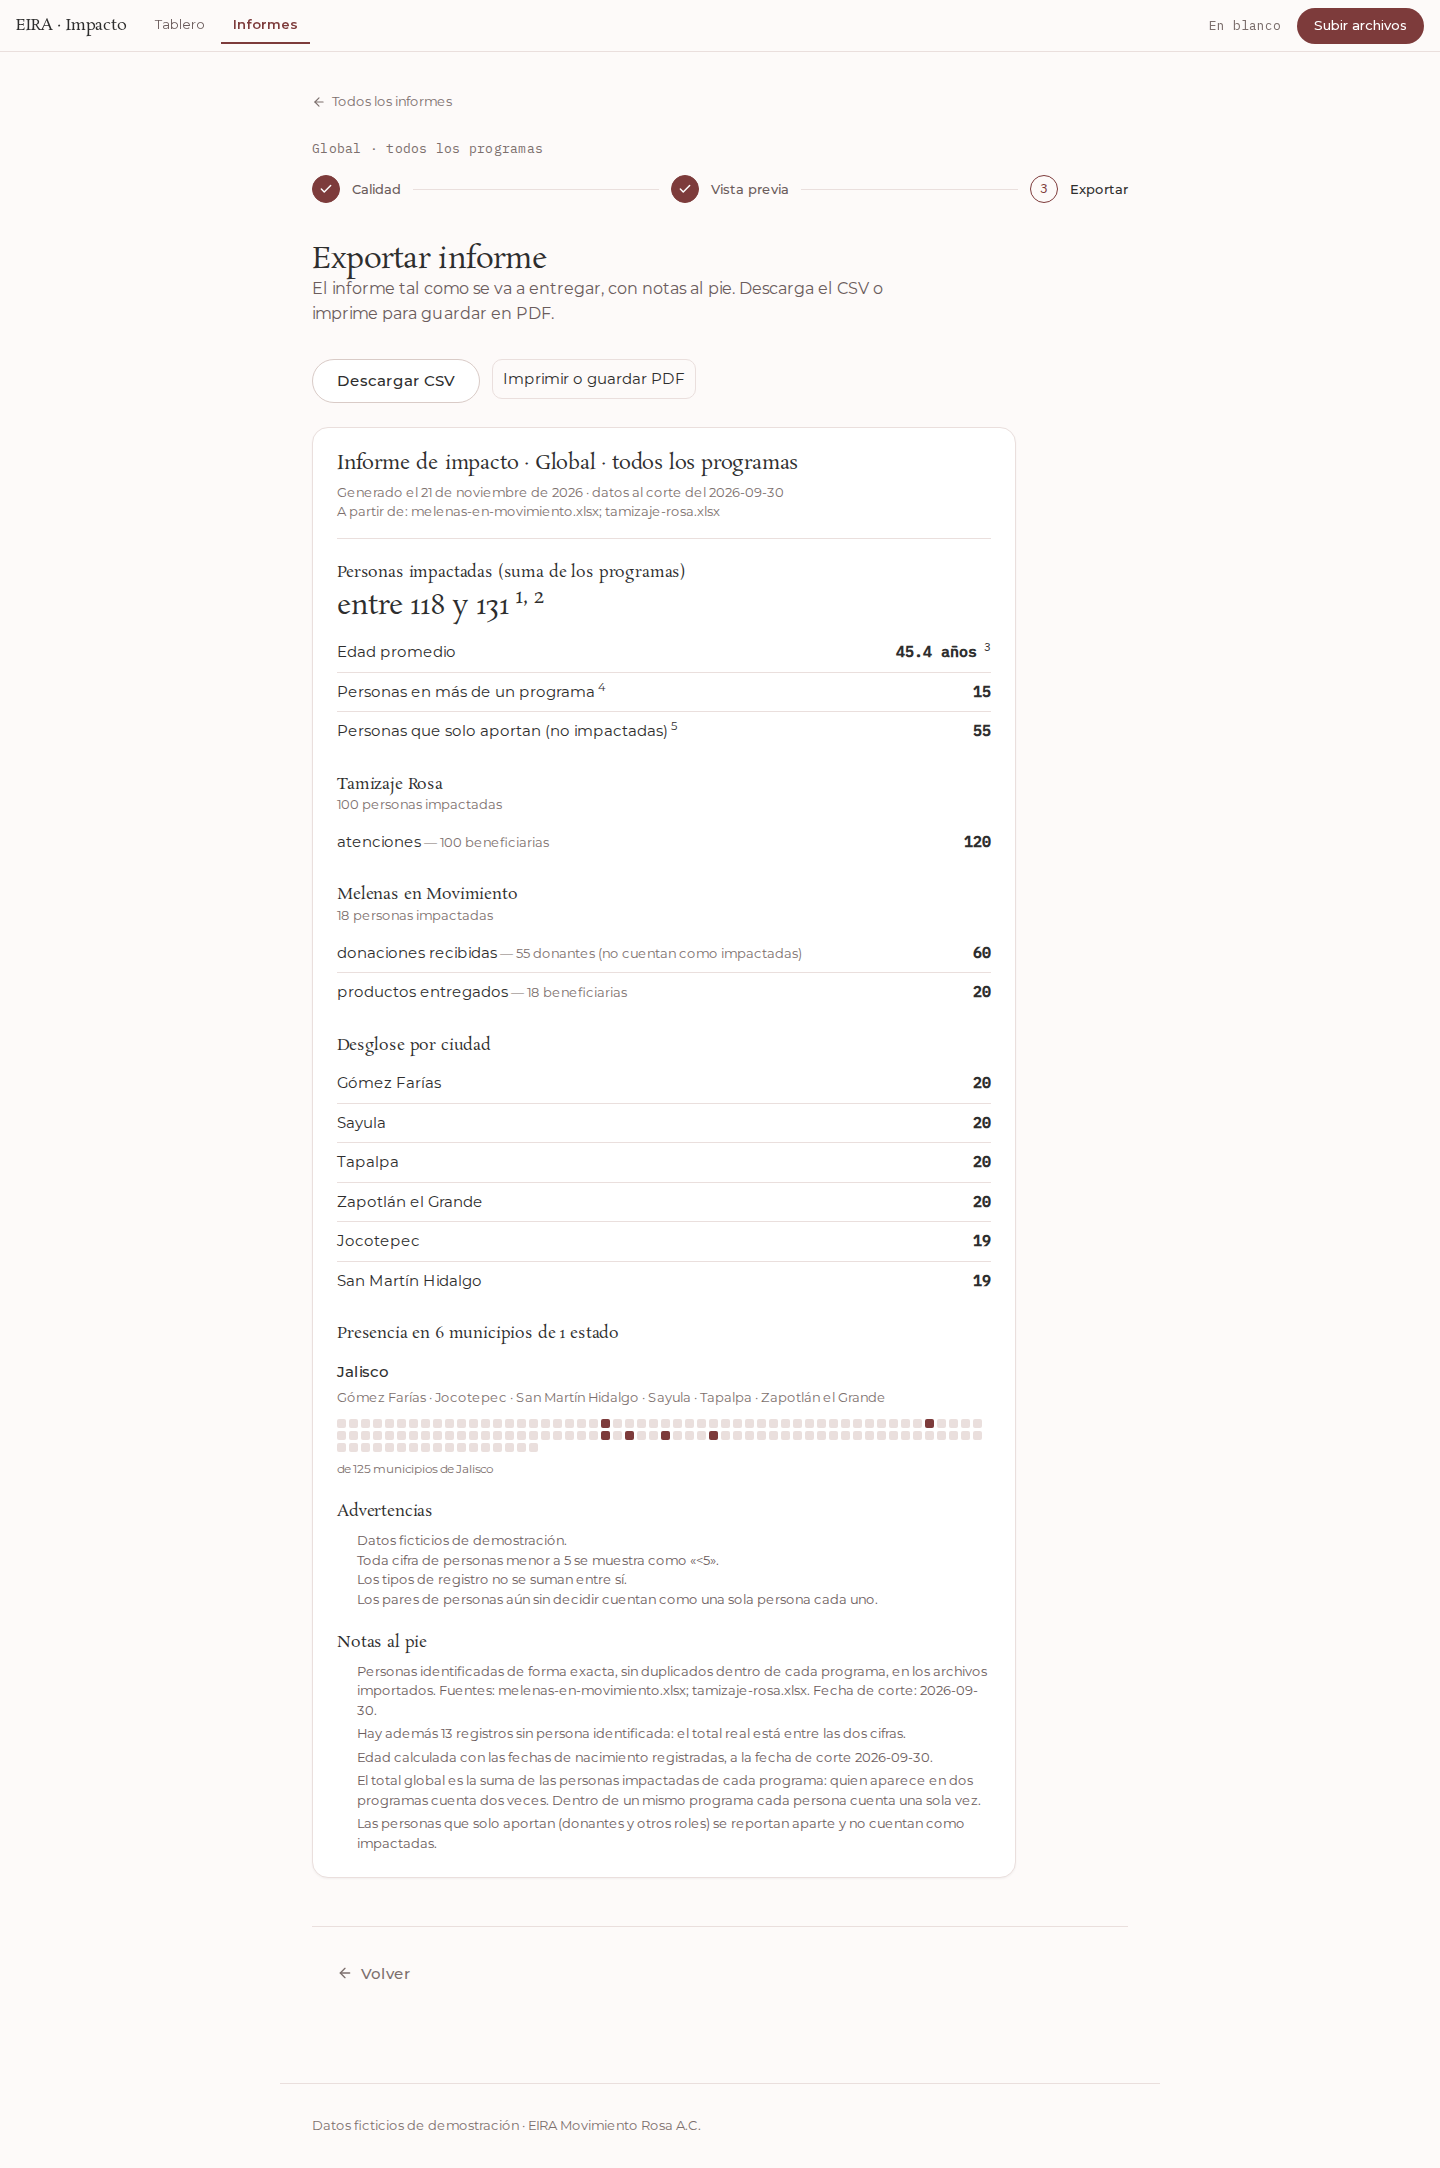 EIRA · Impacto
Tablero
Informes
En blanco
Subir archivos
← Todos los informes
Global · todos los programas
Calidad
Vista previa
3 Exportar
Exportar informe
El informe tal como se va a entregar, con notas al pie. Descarga el CSV o
imprime para guardar en PDF.
Descargar CSV
Imprimir o guardar PDF
Informe de impacto · Global · todos los programas
Generado el 21 de noviembre de 2026 · datos al corte del 2026-09-30
A partir de: melenas-en-movimiento.xlsx; tamizaje-rosa.xlsx
Personas impactadas (suma de los programas)
entre 118 y 131 1, 2
Edad promedio 45.4 años 3
Personas en más de un programa 4 15
Personas que solo aportan (no impactadas) 5 55
Tamizaje Rosa
100 personas impactadas
atenciones — 100 beneficiarias 120
Melenas en Movimiento
18 personas impactadas
donaciones recibidas — 55 donantes (no cuentan como impactadas) 60
productos entregados — 18 beneficiarias 20
Desglose por ciudad
Gómez Farías 20
Sayula 20
Tapalpa 20
Zapotlán el Grande 20
Jocotepec 19
San Martín Hidalgo 19
Presencia en 6 municipios de 1 estado
Jalisco
Gómez Farías · Jocotepec · San Martín Hidalgo · Sayula · Tapalpa · Zapotlán el Grande
de 125 municipios de Jalisco
Advertencias
Datos ficticios de demostración.
Toda cifra de personas menor a 5 se muestra como «<5».
Los tipos de registro no se suman entre sí.
Los pares de personas aún sin decidir cuentan como una sola persona cada uno.
Notas al pie
Personas identificadas de forma exacta, sin duplicados dentro de cada programa, en los archivos
importados. Fuentes: melenas-en-movimiento.xlsx; tamizaje-rosa.xlsx. Fecha de corte: 2026-09-
30.
Hay además 13 registros sin persona identificada: el total real está entre las dos cifras.
Edad calculada con las fechas de nacimiento registradas, a la fecha de corte 2026-09-30.
El total global es la suma de las personas impactadas de cada programa: quien aparece en dos
programas cuenta dos veces. Dentro de un mismo programa cada persona cuenta una sola vez.
Las personas que solo aportan (donantes y otros roles) se reportan aparte y no cuentan como
impactadas.
← Volver
Datos ficticios de demostración · EIRA Movimiento Rosa A.C.